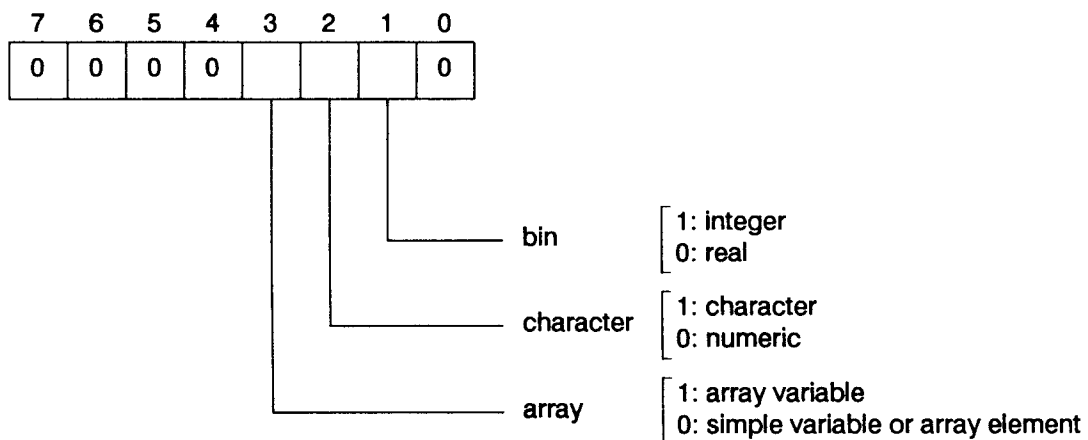 7 6 5 4 3 2 1 0
0 0 0 0 0
bin
1: integer
0: real
character
1: character
0: numeric
array
1: array variable
0: simple variable or array element